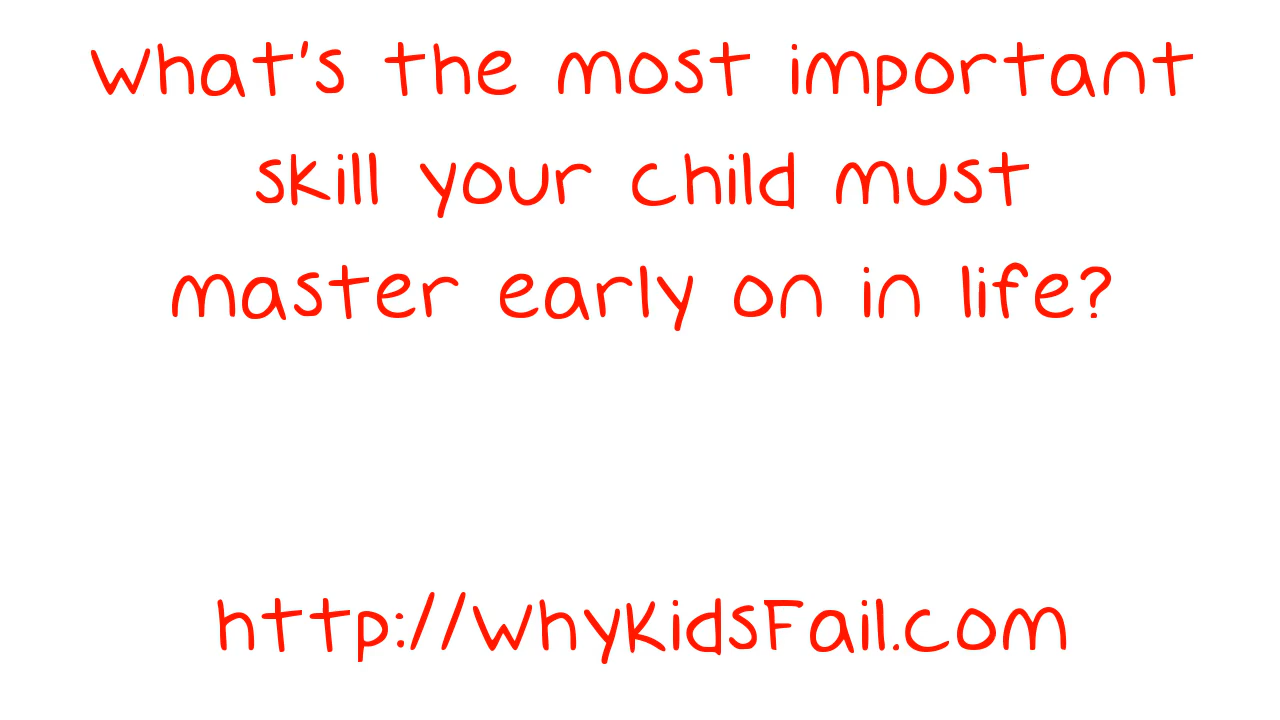 What's the most important
skill your child must
master early on in life?
http://WhyKidsFail.com